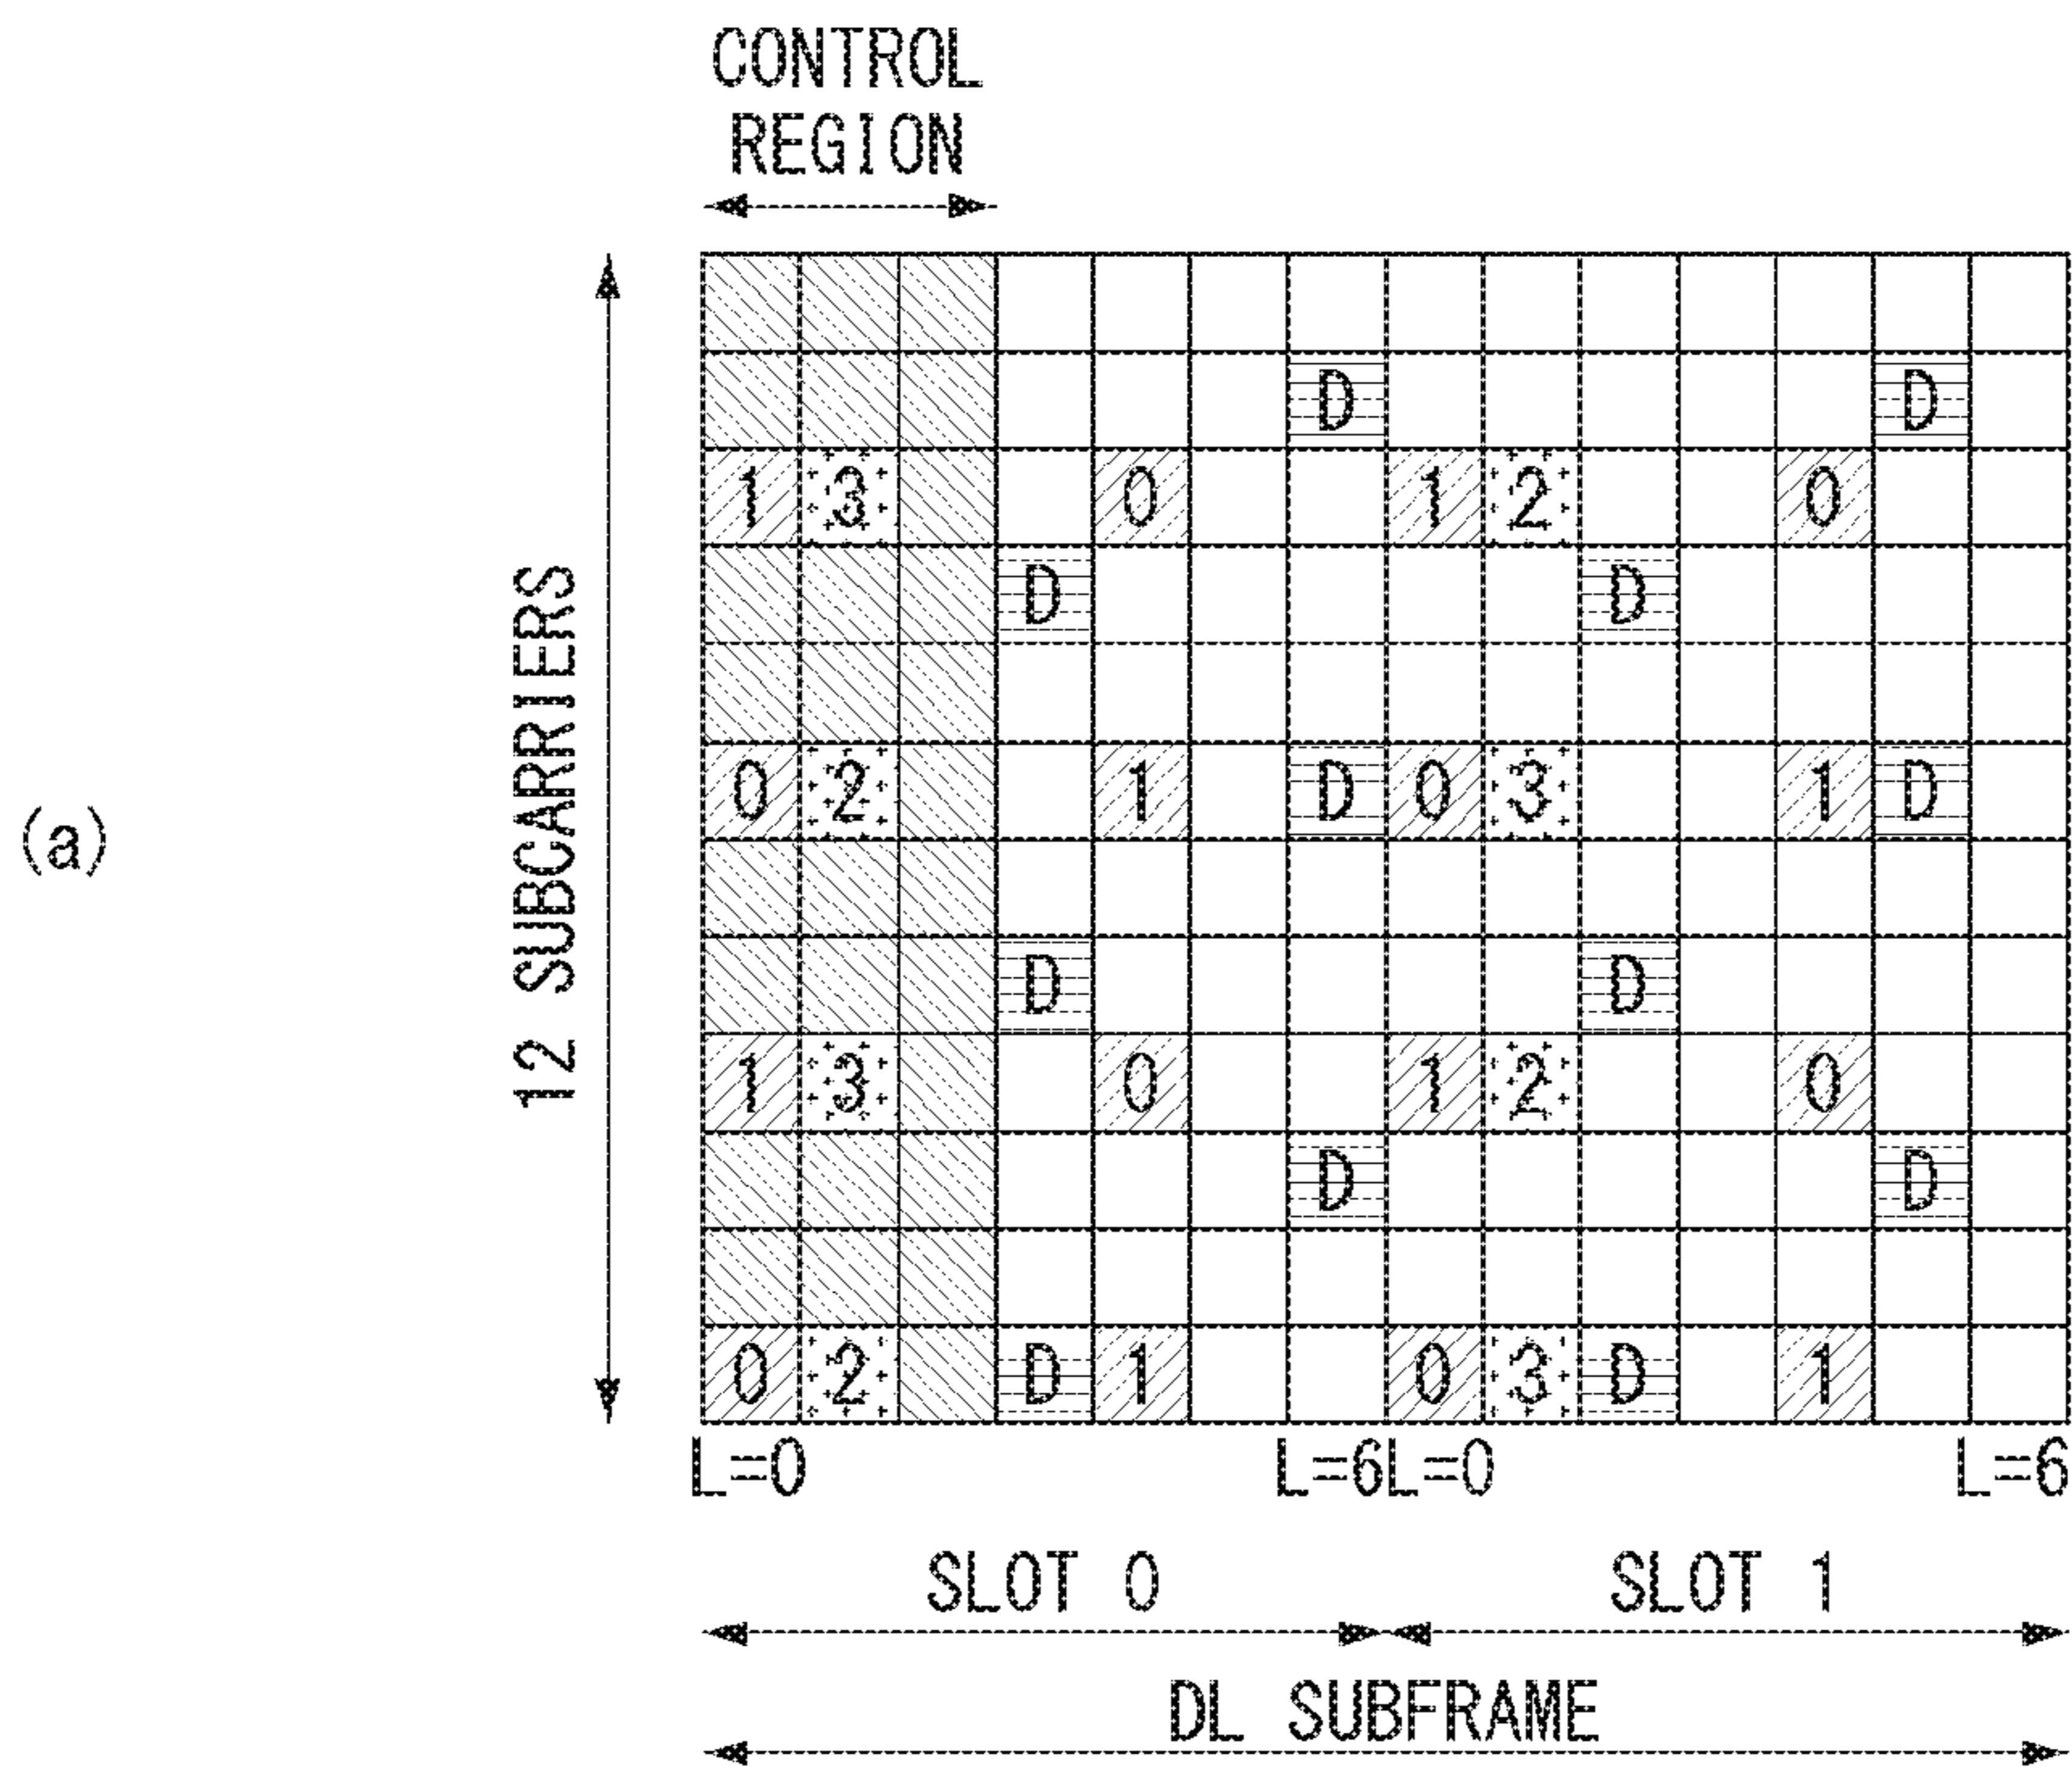 CONTROL
REGION
D D
1 3 0 1 2 0
D D
0 2 1 D 0 3 1 D
D D
1 3 0 1 2 0
D D
0 2 D 1 0 3 D 1
12 SUBCARRIERS
(a)
L=0 L=6 L=0 L=6
SLOT 0 SLOT 1
DL SUBFRAME